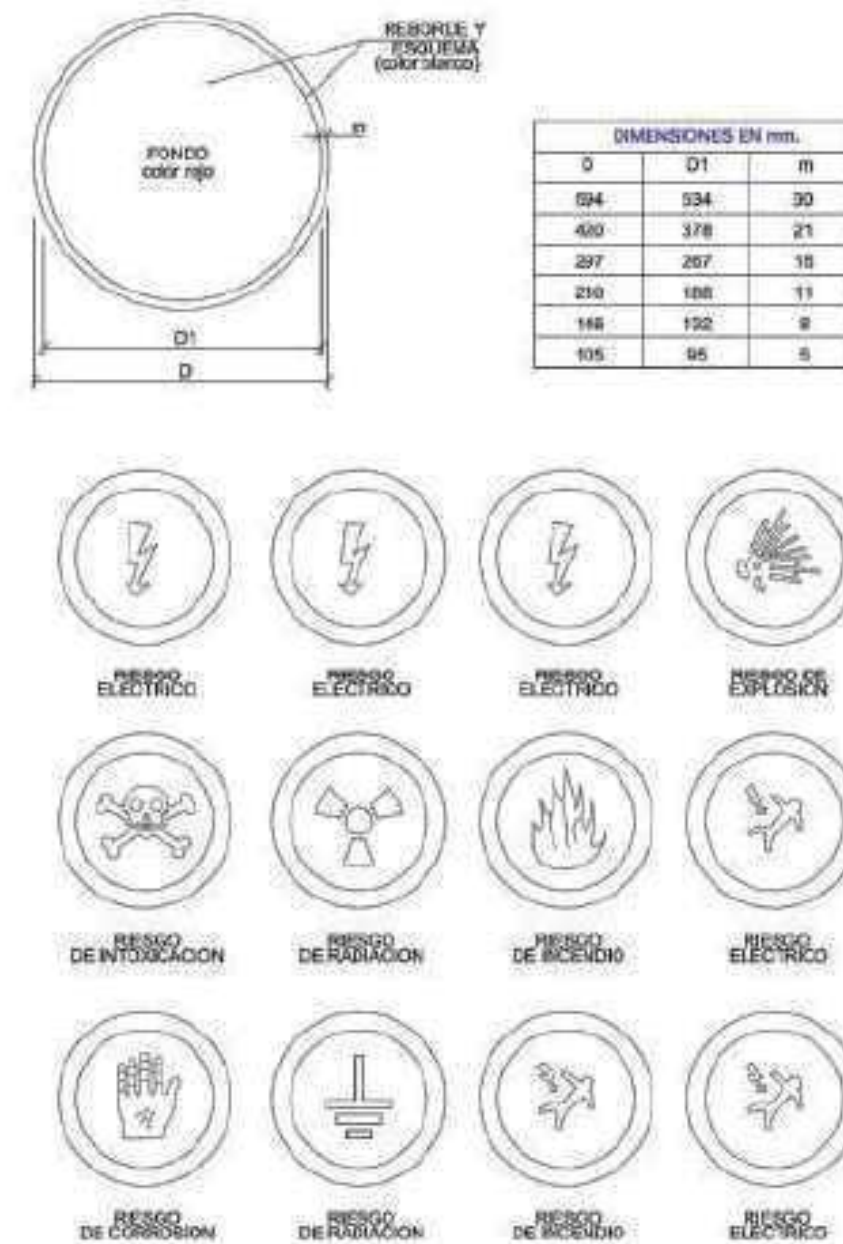 REBORDE Y
ESQUEMA
(color blanco)
m
FONDO
color rojo
D1
D
DIMENSIONES EN mm.
D D1 m
594 534 30
420 378 21
297 267 15
210 188 11
148 132 8
105 95 5
RIESGO RIESGO RIESGO RIESGO DE
ELECTRICO ELECTRICO ELECTRICO EXPLOSION
RIESGO RIESGO RIESGO RIESGO
DE INTOXICACION DE RADIACION DE INCENDIO ELECTRICO
RIESGO RIESGO RIESGO RIESGO
DE CORROSION DE RADIACION DE INCENDIO ELECTRICO